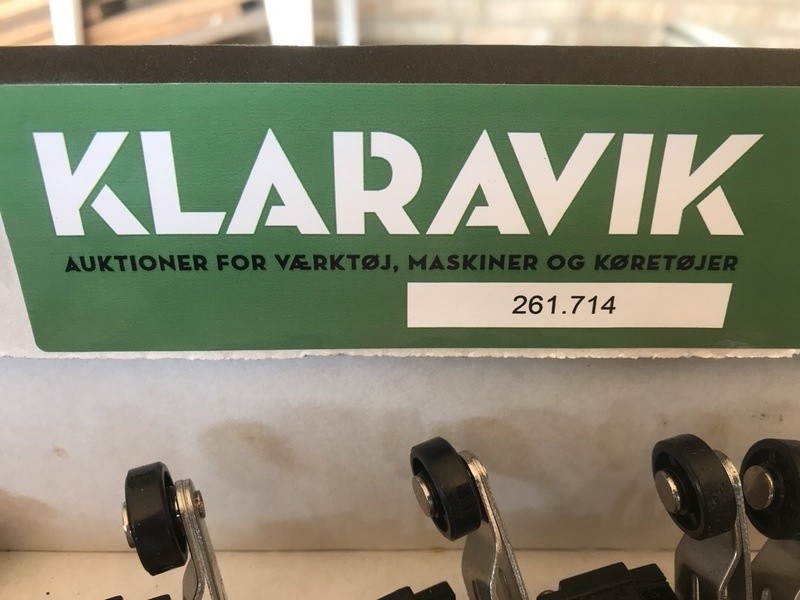 KLARAVIK
AUKTIONER FOR VÆRKTØJ, MASKINER OG KØRETØJER
261.714